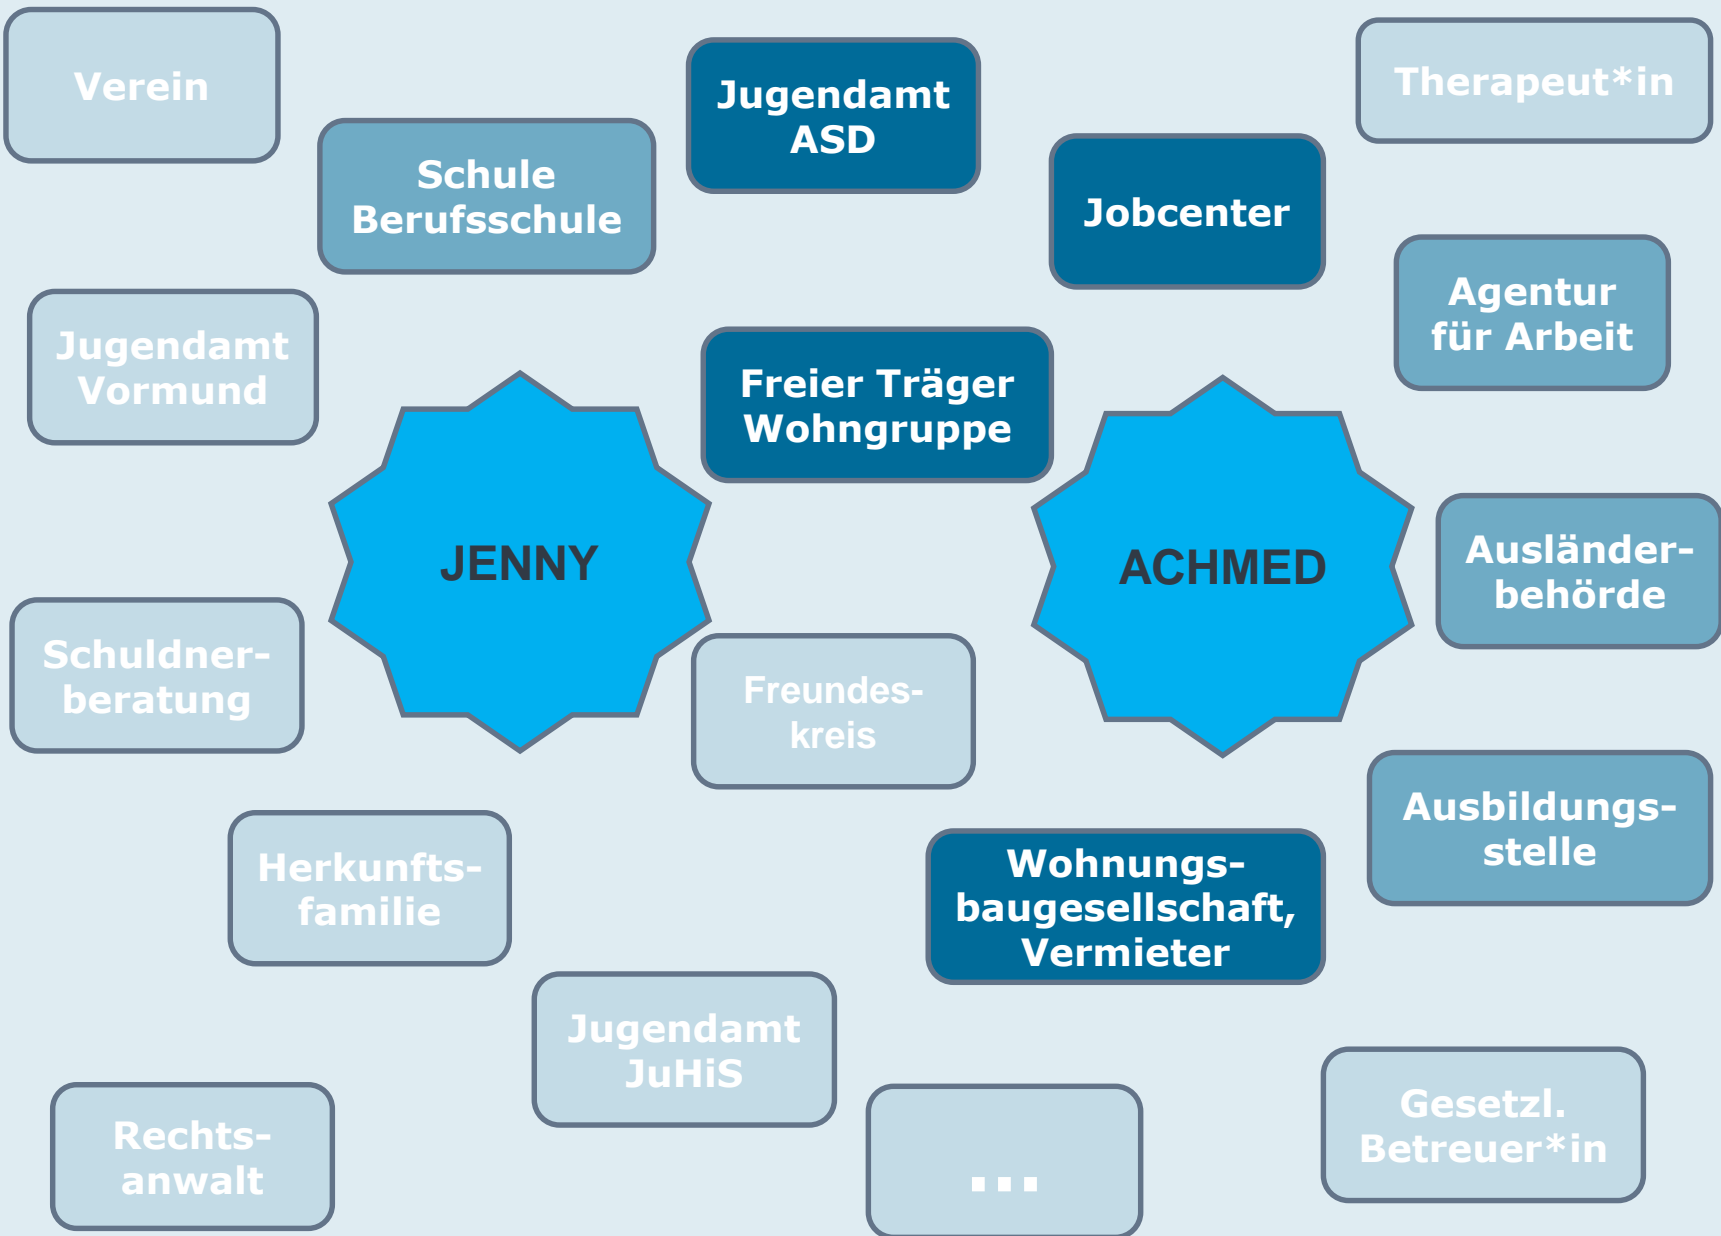 Verein
Jugendamt
ASD
Therapeut*in
Schule
Berufsschule
Jobcenter
Agentur
für Arbeit
Jugendamt
Vormund
Freier Träger
Wohngruppe
JENNY
ACHMED
Ausländer-
behörde
Schuldner-
beratung
Freundes-
kreis
Ausbildungs-
stelle
Herkunfts-
familie
Wohnungs-
baugesellschaft,
Vermieter
Jugendamt
JuHiS
Rechts-
anwalt
...
Gesetzl.
Betreuer*in